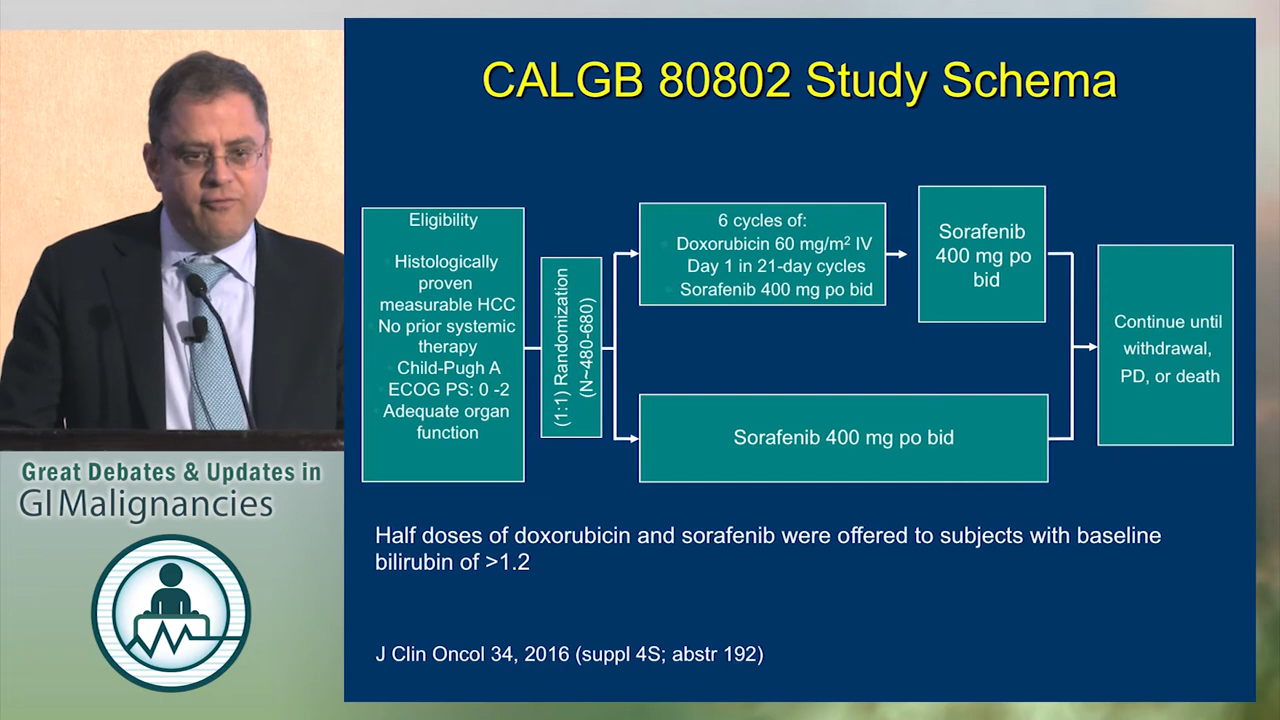 CALGB 80802 Study Schema
Eligibility
Histologically
proven
measurable HCC
No prior systemic
therapy
Child-Pugh A
ECOG PS: 0 -2
Adequate organ
function
(1:1) Randomization
(N~480-680)
6 cycles of:
Doxorubicin 60 mg/m² IV
Day 1 in 21-day cycles
Sorafenib 400 mg po bid
Sorafenib
400 mg po
bid
Sorafenib 400 mg po bid
Continue until
withdrawal,
PD, or death
Half doses of doxorubicin and sorafenib were offered to subjects with baseline
bilirubin of >1.2
J Clin Oncol 34, 2016 (suppl 4S; abstr 192)
Great Debates & Updates in
GI Malignancies